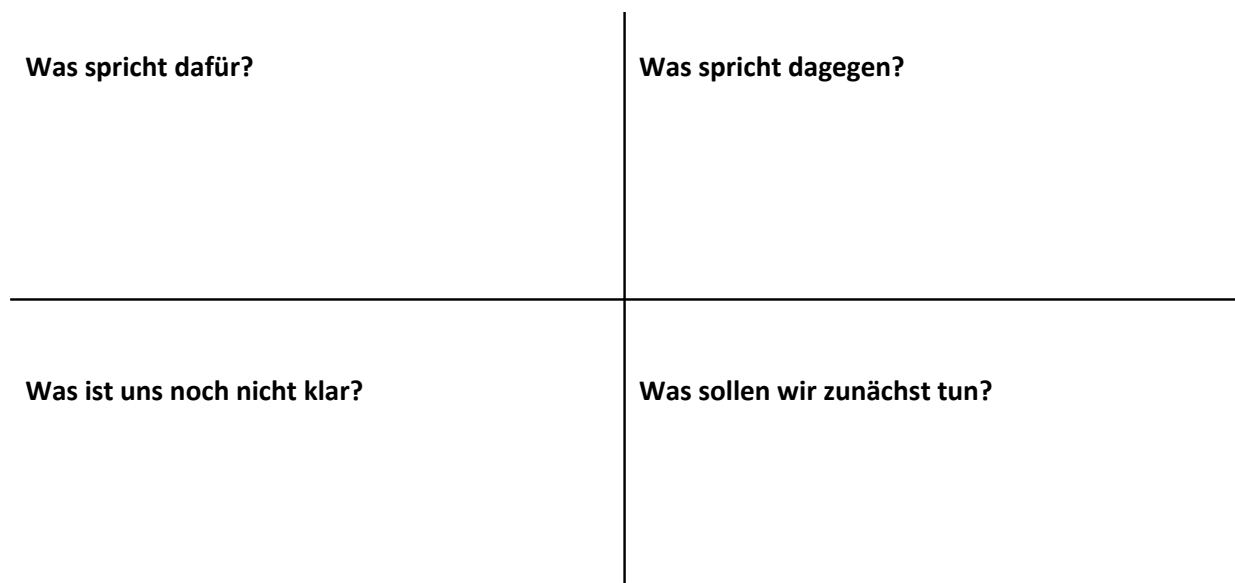 Was spricht dafür?
Was spricht dagegen?
Was ist uns noch nicht klar?
Was sollen wir zunächst tun?